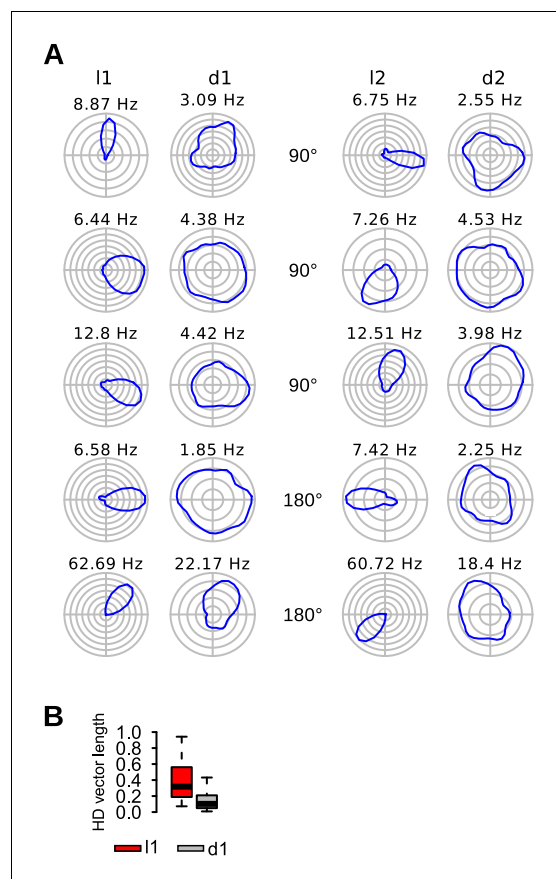 A
l1 d1 l2 d2
8.87 Hz 3.09 Hz 6.75 Hz 2.55 Hz
90°
6.44 Hz 4.38 Hz 7.26 Hz 4.53 Hz
90°
12.8 Hz 4.42 Hz 12.51 Hz 3.98 Hz
90°
6.58 Hz 1.85 Hz 7.42 Hz 2.25 Hz
180°
62.69 Hz 22.17 Hz 60.72 Hz 18.4 Hz
180°
B
HD vector length
1.0
0.8
0.6
0.4
0.2
0.0
l1 d1